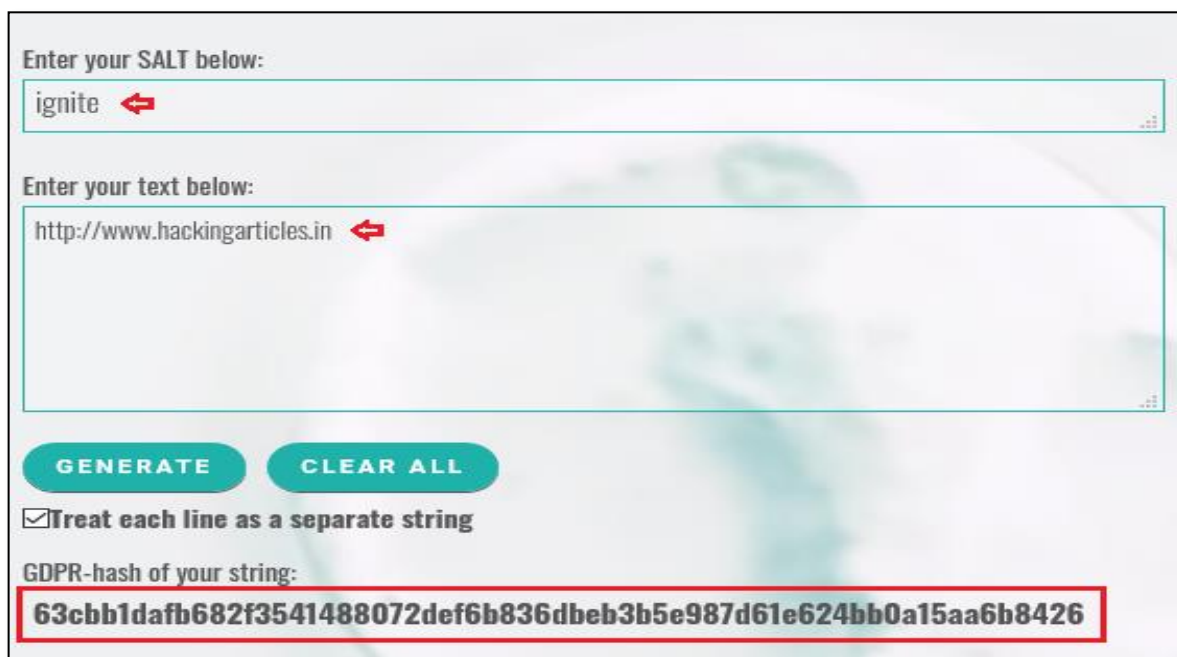 Enter your SALT below:
ignite
Enter your text below:
http://www.hackingarticles.in
GENERATE CLEAR ALL
Treat each line as a separate string
GDPR-hash of your string:
63cbb1dafb682f3541488072def6b836dbeb3b5e987d61e624bb0a15aa6b8426